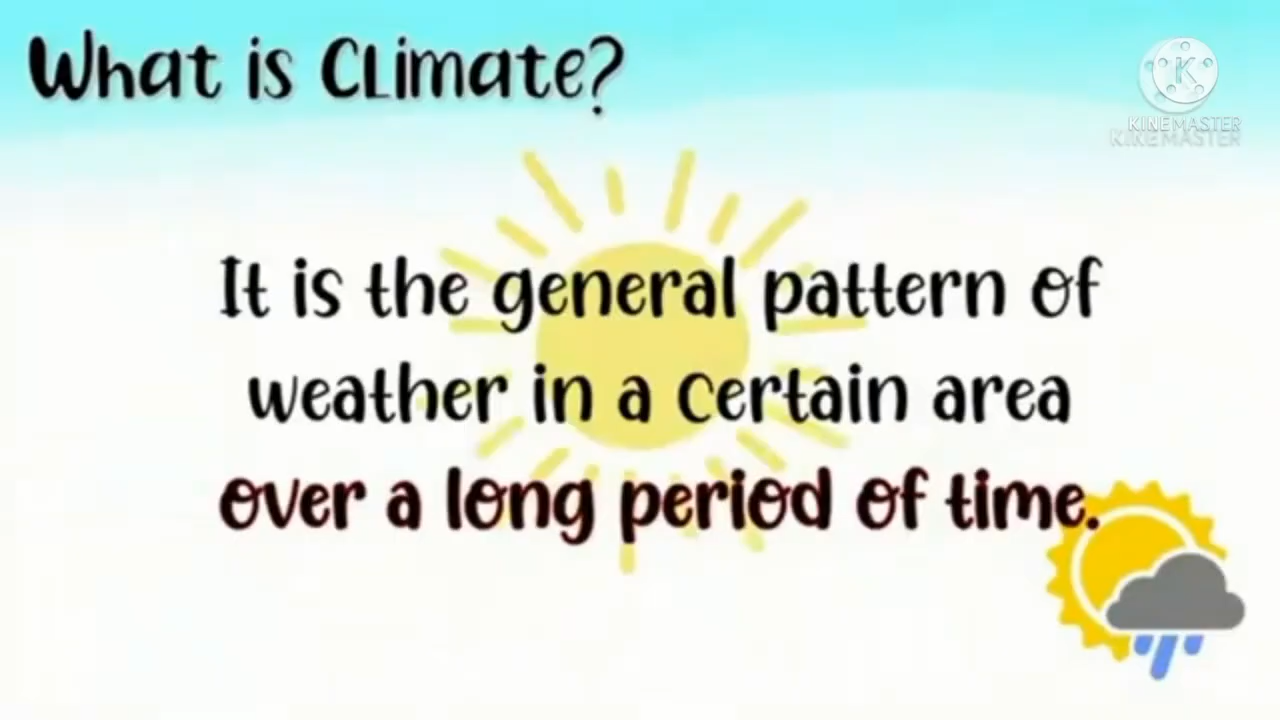 What is Climate?
KINEMASTER
KINEMASTER
It is the general pattern of
weather in a certain area
over a long period of time.